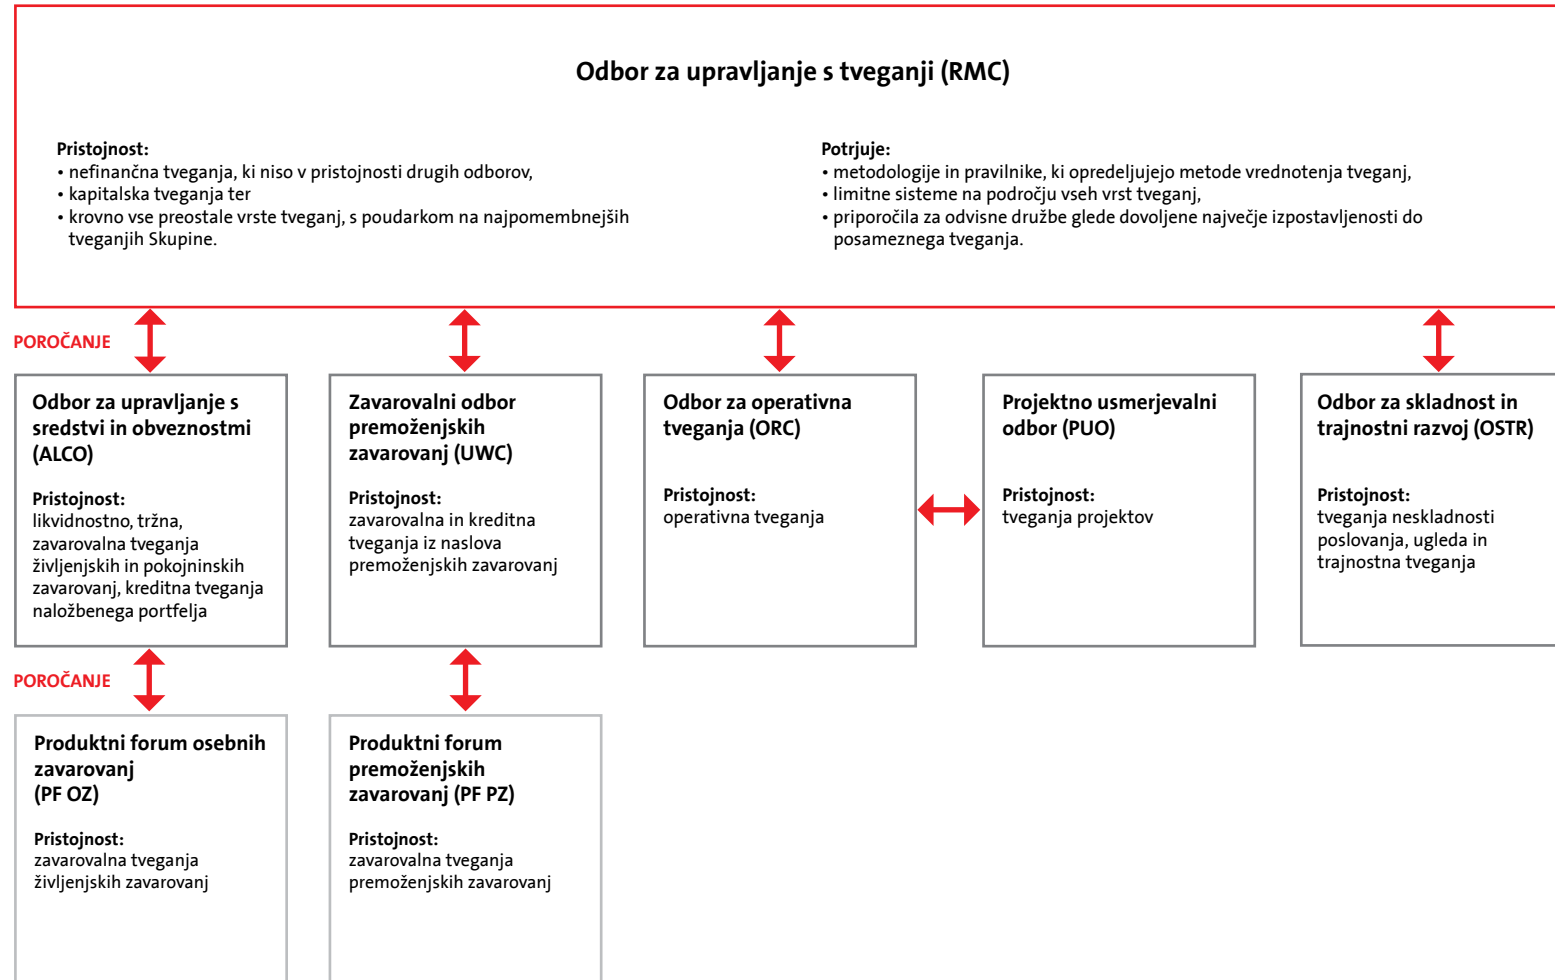 Odbor za upravljanje s tveganji (RMC)
Pristojnost:
• nefinančna tveganja, ki niso v pristojnosti drugih odborov,
• kapitalska tveganja ter
• krovno vse preostale vrste tveganj, s poudarkom na najpomembnejših
tveganjih Skupine.
Potrjuje:
• metodologije in pravilnike, ki opredeljujejo metode vrednotenja tveganj,
• limitne sisteme na področju vseh vrst tveganj,
• priporočila za odvisne družbe glede dovoljene največje izpostavljenosti do
posameznega tveganja.
POROČANJE
Odbor za upravljanje s
sredstvi in obveznostmi
(ALCO)
Pristojnost:
likvidnostno, tržna,
zavarovalna tveganja
življenjskih in pokojninskih
zavarovanj, kreditna tveganja
naložbenega portfelja
Zavarovalni odbor
premoženjskih
zavarovanj (UWC)
Pristojnost:
zavarovalna in kreditna
tveganja iz naslova
premoženjskih zavarovanj
Odbor za operativna
tveganja (ORC)
Pristojnost:
operativna tveganja
Projektno usmerjevalni
odbor (PUO)
Pristojnost:
tveganja projektov
Odbor za skladnost in
trajnostni razvoj (OSTR)
Pristojnost:
tveganja neskladnosti
poslovanja, ugleda in
trajnostna tveganja
POROČANJE
Produktni forum osebnih
zavarovanj
(PF OZ)
Pristojnost:
zavarovalna tveganja
življenjskih zavarovanj
Produktni forum
premoženjskih
zavarovanj (PF PZ)
Pristojnost:
zavarovalna tveganja
premoženjskih zavarovanj